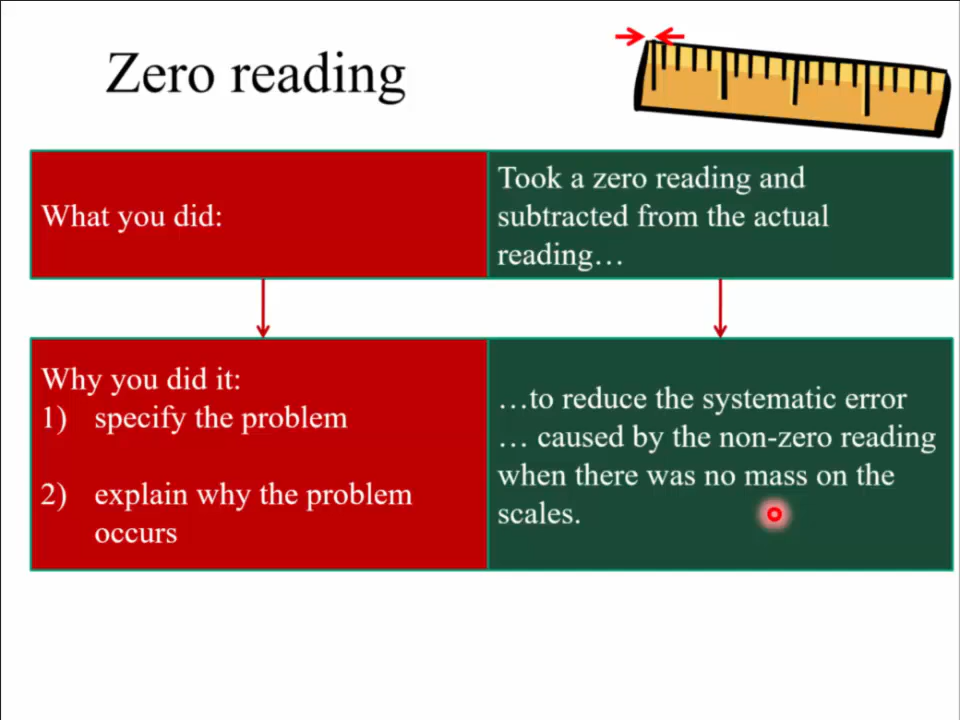 Zero reading
What you did:
Took a zero reading and
subtracted from the actual
reading…
Why you did it:
1) specify the problem
2) explain why the problem
occurs
…to reduce the systematic error
… caused by the non-zero reading
when there was no mass on the
scales.